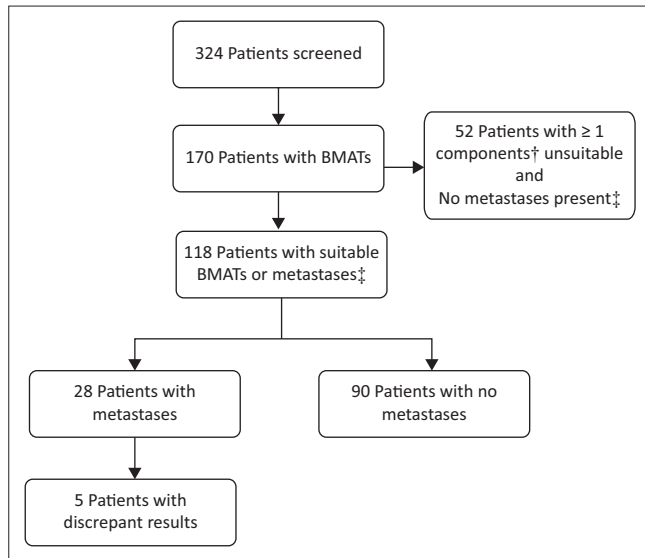 324 Patients screened
170 Patients with BMATs
52 Patients with ≥ 1
components† unsuitable
and
No metastases present‡
118 Patients with suitable
BMATs or metastases‡
28 Patients with
metastases
90 Patients with no
metastases
5 Patients with
discrepant results